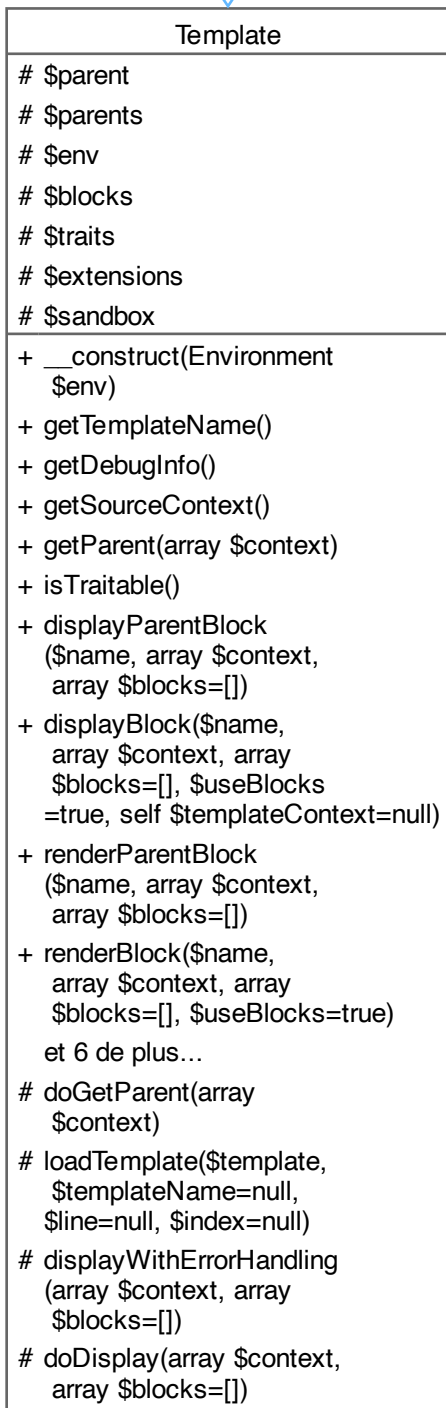 Template
# $parent
# $parents
# $env
# $blocks
# $traits
# $extensions
# $sandbox
+ __construct(Environment
$env)
+ getTemplateName()
+ getDebugInfo()
+ getSourceContext()
+ getParent(array $context)
+ isTraitable()
+ displayParentBlock
($name, array $context,
array $blocks=[])
+ displayBlock($name,
array $context, array
$blocks=[], $useBlocks
=true, self $templateContext=null)
+ renderParentBlock
($name, array $context,
array $blocks=[])
+ renderBlock($name,
array $context, array
$blocks=[], $useBlocks=true)
et 6 de plus...
# doGetParent(array
$context)
# loadTemplate($template,
$templateName=null,
$line=null, $index=null)
# displayWithErrorHandling
(array $context, array
$blocks=[])
# doDisplay(array $context,
array $blocks=[])